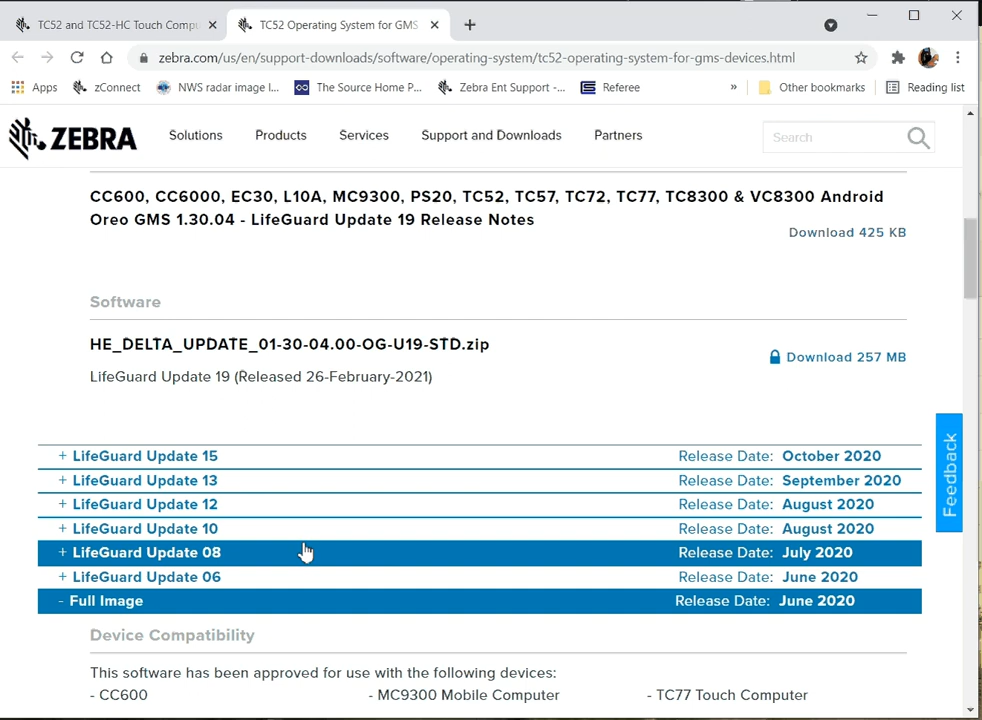 TC52 and TC52-HC Touch Compu
TC52 Operating System for GMS
zebra.com/us/en/support-downloads/software/operating-system/tc52-operating-system-for-gms-devices.html
Apps zConnect NWS radar image l... The Source Home P... Zebra Ent Support -... Referee » Other bookmarks Reading list
ZEBRA Solutions Products Services Support and Downloads Partners Search
CC600, CC6000, EC30, L10A, MC9300, PS20, TC52, TC57, TC72, TC77, TC8300 & VC8300 Android
Oreo GMS 1.30.04 - LifeGuard Update 19 Release Notes
Download 425 KB
Software
HE_DELTA_UPDATE_01-30-04.00-OG-U19-STD.zip
Download 257 MB
LifeGuard Update 19 (Released 26-February-2021)
Feedback
+ LifeGuard Update 15 Release Date: October 2020
+ LifeGuard Update 13 Release Date: September 2020
+ LifeGuard Update 12 Release Date: August 2020
+ LifeGuard Update 10 Release Date: August 2020
+ LifeGuard Update 08 Release Date: July 2020
+ LifeGuard Update 06 Release Date: June 2020
- Full Image Release Date: June 2020
Device Compatibility
This software has been approved for use with the following devices:
- CC600 - MC9300 Mobile Computer - TC77 Touch Computer